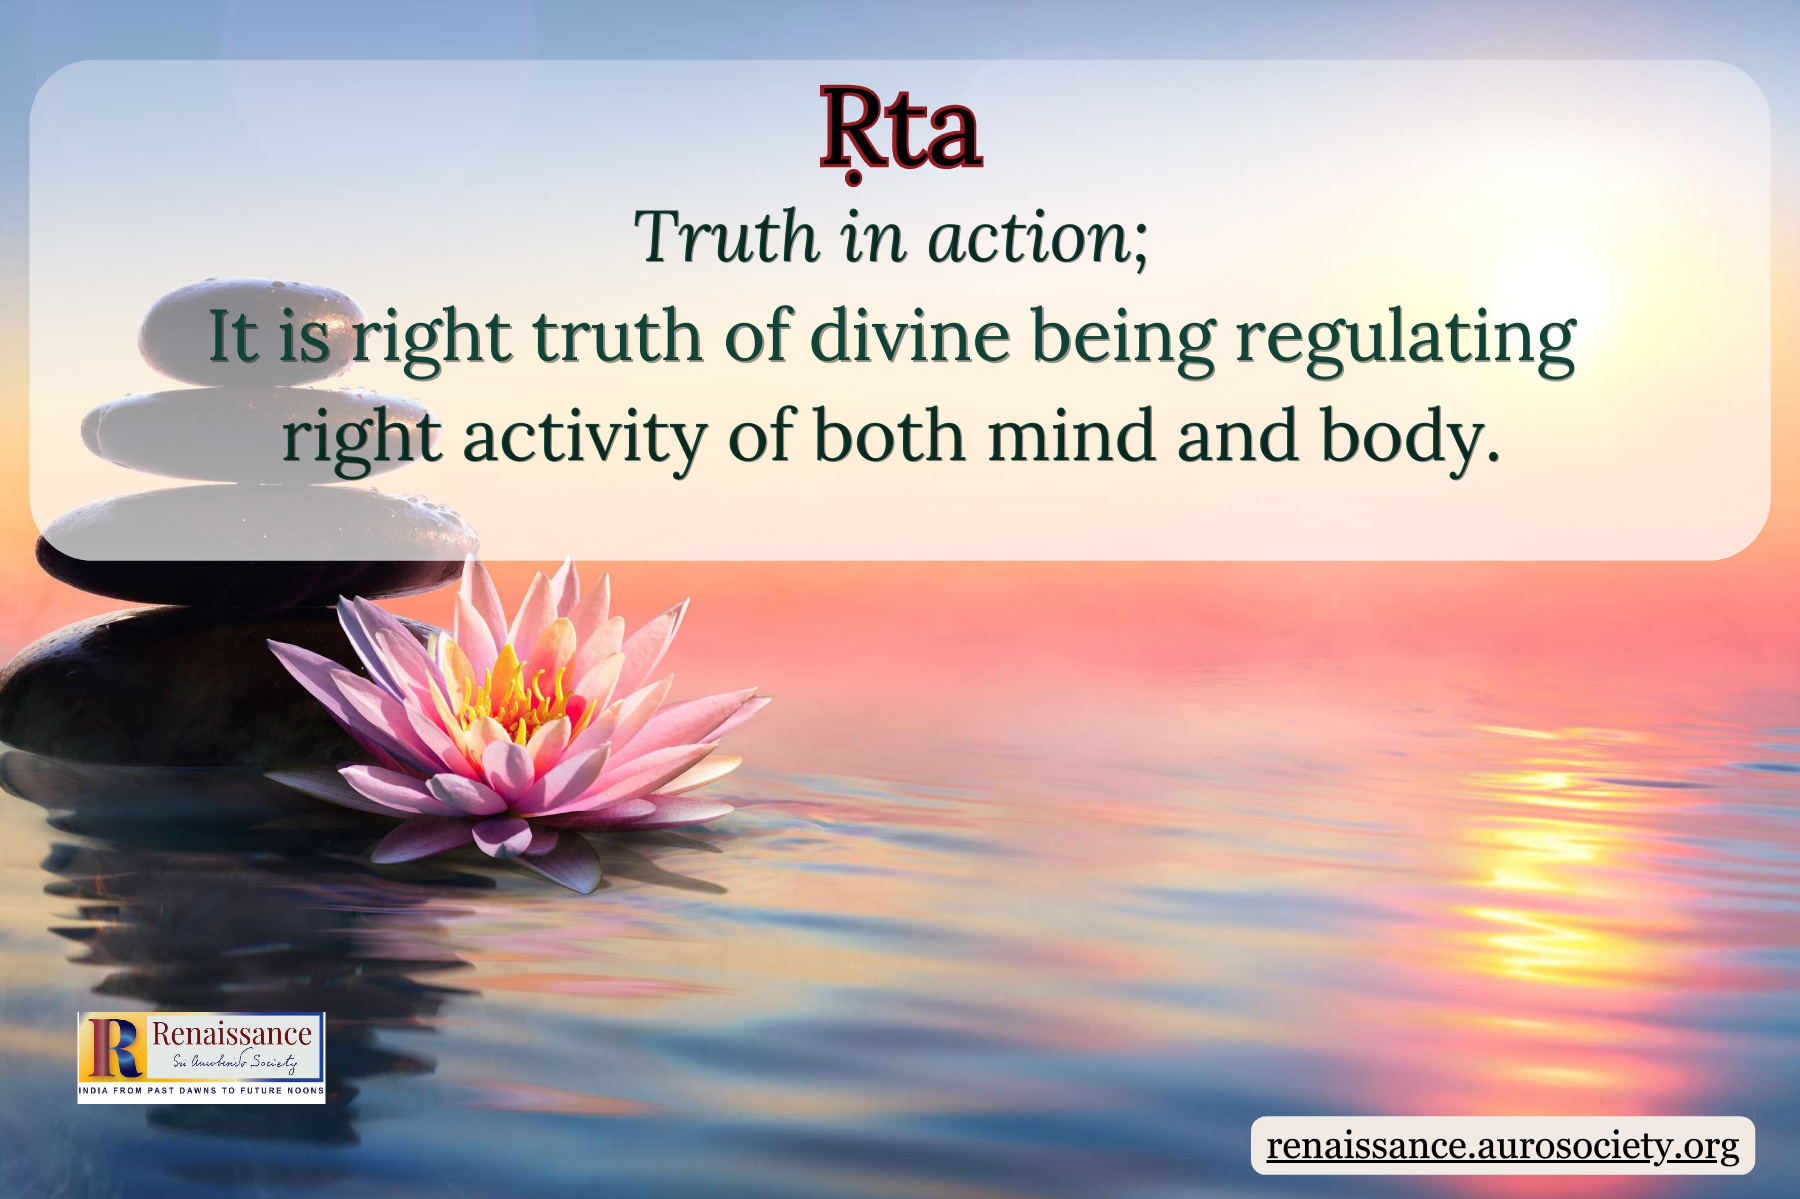 Ṛta
Truth in action;
It is right truth of divine being regulating
right activity of both mind and body.
R Renaissance
Sri Aurobindo Society
INDIA FROM PAST DAWNS TO FUTURE NOONS
renaissance.aurosociety.org